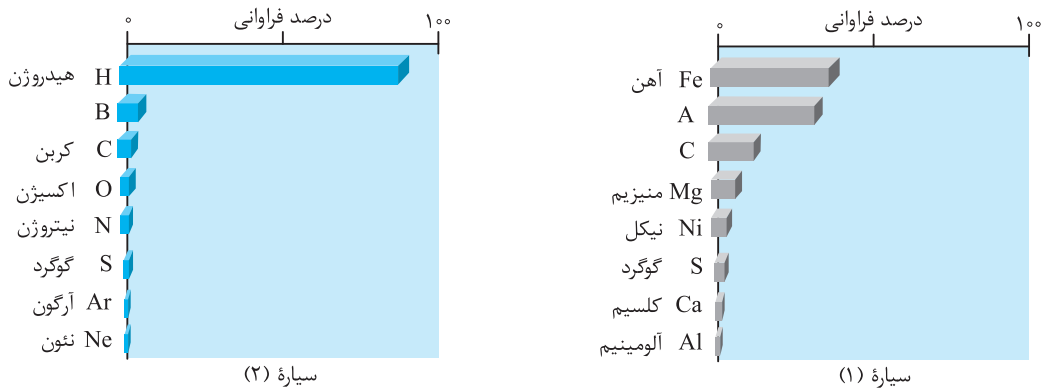 درصد فراوانی
۰ ۱۰۰
آهن Fe
A
C
منیزیم Mg
نیکل Ni
گوگرد S
کلسیم Ca
آلومینیم Al
سیارهٔ (۱)
درصد فراوانی
۰ ۱۰۰
هیدروژن H
B
کربن C
اکسیژن O
نیتروژن N
گوگرد S
آرگون Ar
نئون Ne
سیارهٔ (۲)